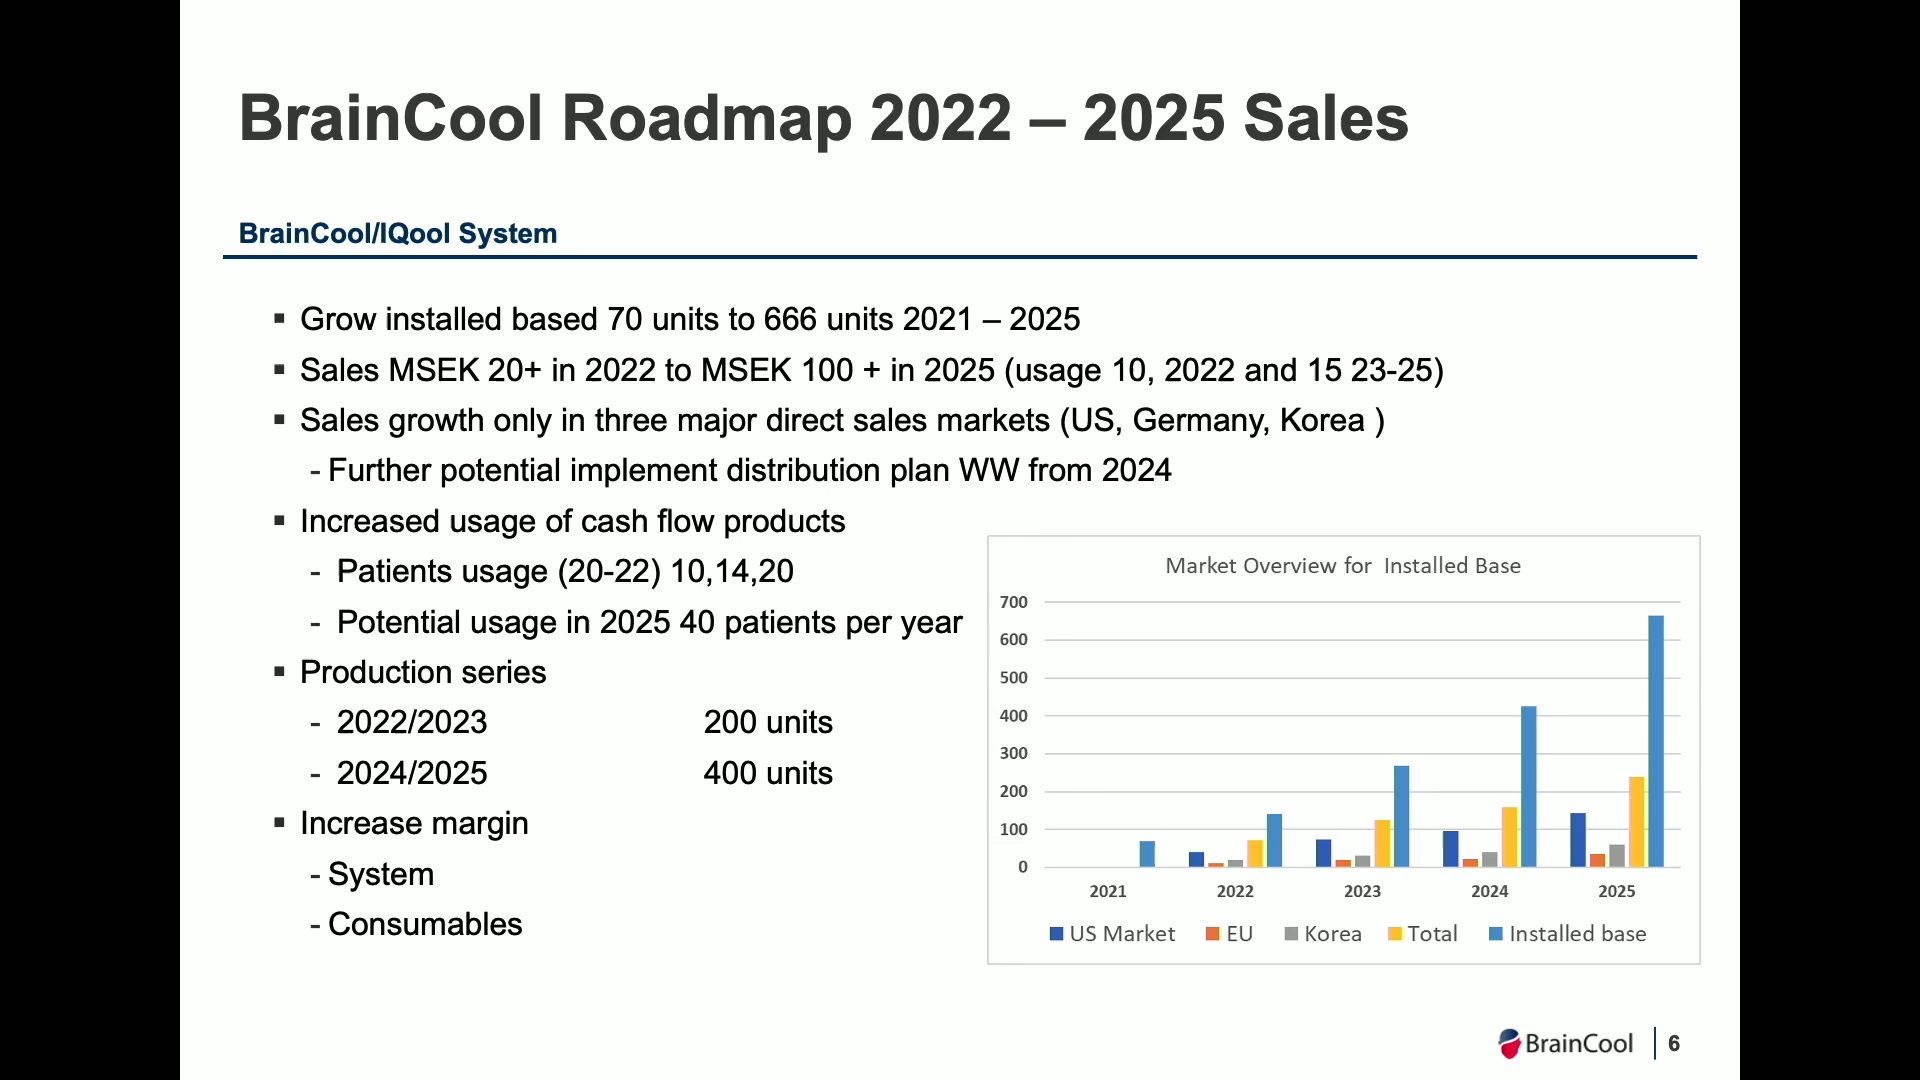 BrainCool Roadmap 2022 – 2025 Sales
BrainCool/IQool System
▪ Grow installed based 70 units to 666 units 2021 – 2025
▪ Sales MSEK 20+ in 2022 to MSEK 100 + in 2025 (usage 10, 2022 and 15 23-25)
▪ Sales growth only in three major direct sales markets (US, Germany, Korea )
- Further potential implement distribution plan WW from 2024
▪ Increased usage of cash flow products
- Patients usage (20-22) 10,14,20
- Potential usage in 2025 40 patients per year
▪ Production series
- 2022/2023 200 units
- 2024/2025 400 units
▪ Increase margin
- System
- Consumables
Market Overview for Installed Base
700
600
500
400
300
200
100
0
2021 2022 2023 2024 2025
US Market EU Korea Total Installed base
BrainCool 6